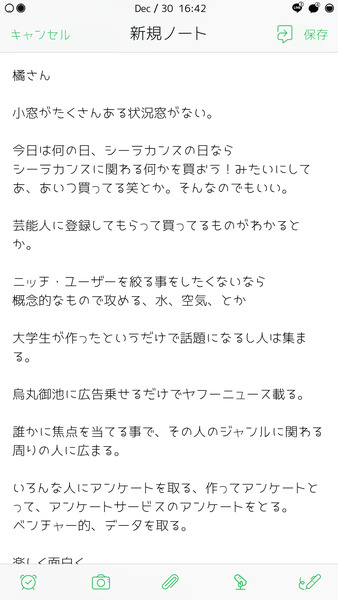 Dec / 30 16:42
キャンセル
新規ノート
保存
橘さん
小窓がたくさんある状況窓がない。
今日は何の日、シーラカンスの日なら
シーラカンスに関わる何かを買おう！みたいにして
あ、あいつ買ってる笑とか。そんなのでもいい。
芸能人に登録してもらって買ってるものがわかると
か。
ニッチ・ユーザーを絞る事をしたくないなら
概念的なもので攻める、水、空気、とか
大学生が作ったというだけで話題になるし人は集ま
る。
烏丸御池に広告乗せるだけでヤフーニュース載る。
誰かに焦点を当てる事で、その人のジャンルに関わる
周りの人に広まる。
いろんな人にアンケートを取る、作ってアンケートと
って、アンケートサービスのアンケートをとる。
ベンチャー的、データを取る。
楽しく面白く